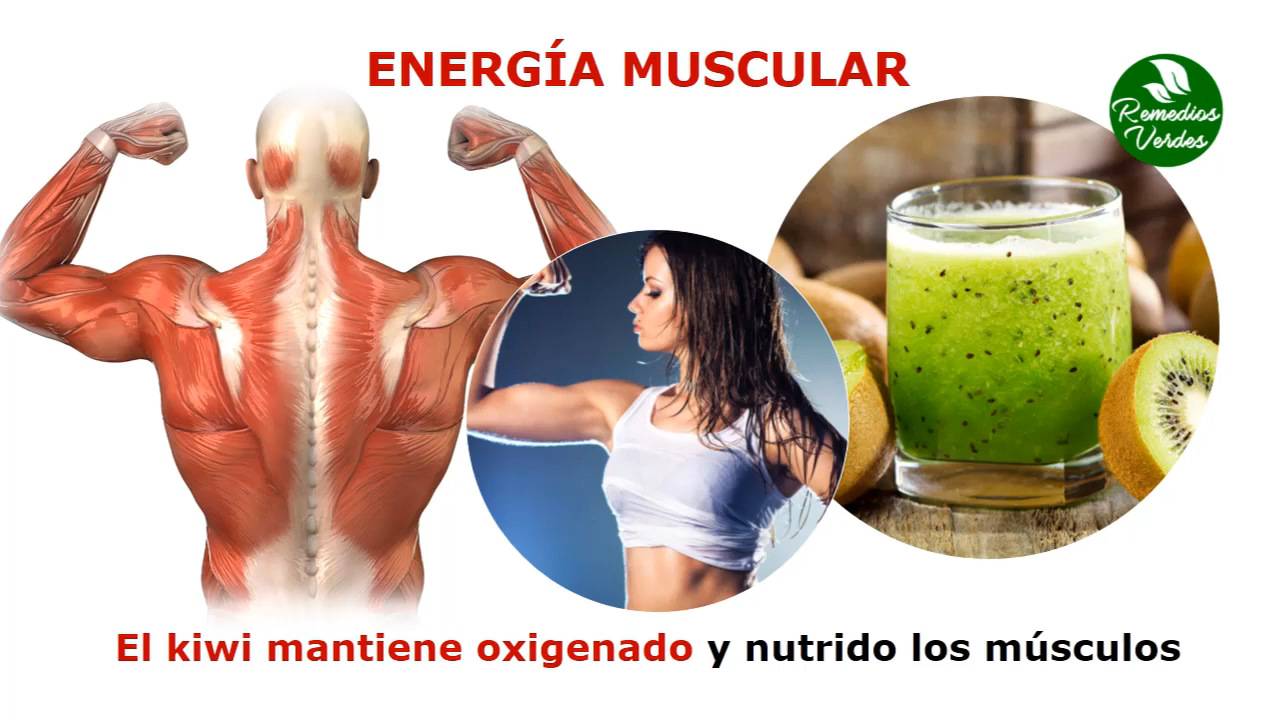 ENERGÍA MUSCULAR
Remedios
Verdes
El kiwi mantiene oxigenado y nutrido los músculos